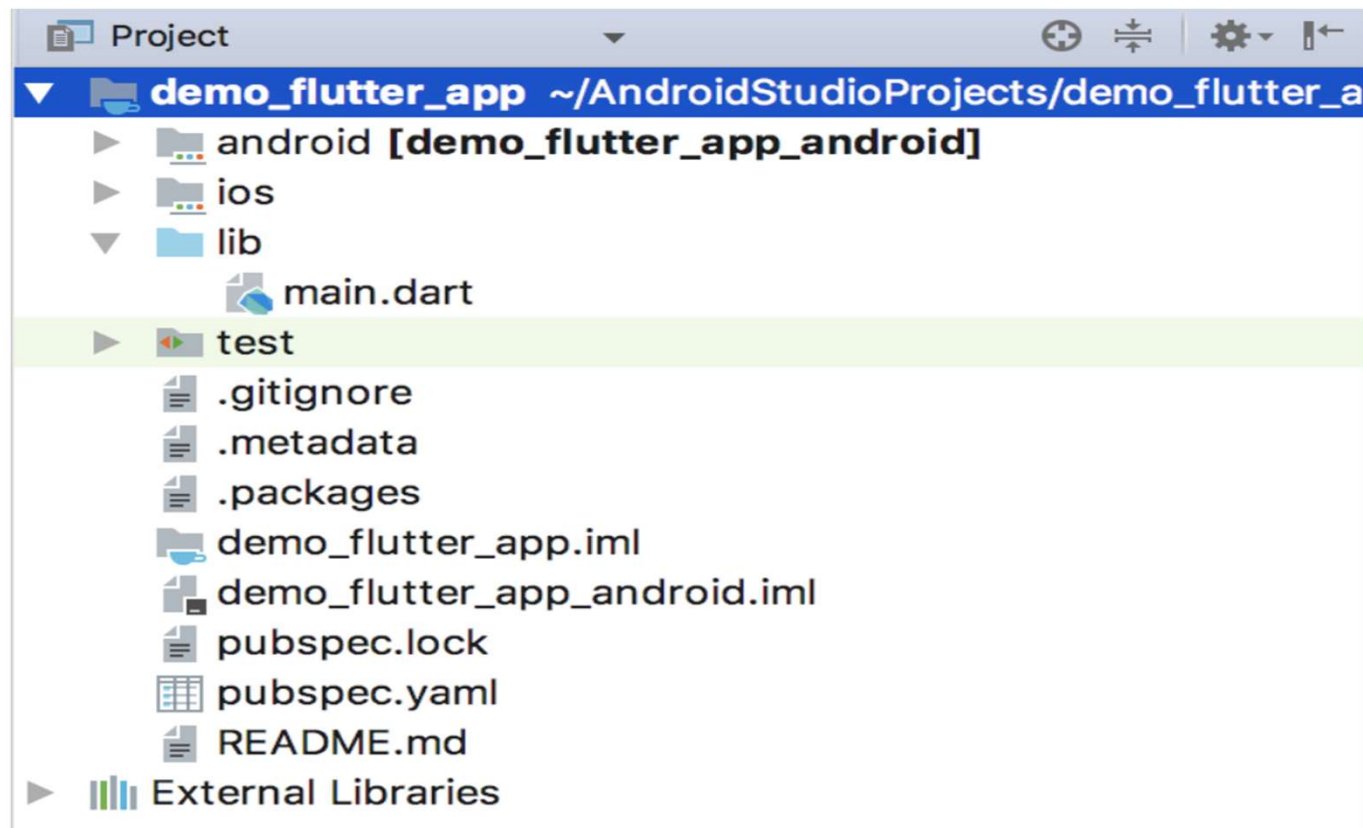 Project
demo_flutter_app ~/AndroidStudioProjects/demo_flutter_a
android [demo_flutter_app_android]
ios
lib
main.dart
test
.gitignore
.metadata
.packages
demo_flutter_app.iml
demo_flutter_app_android.iml
pubspec.lock
pubspec.yaml
README.md
External Libraries